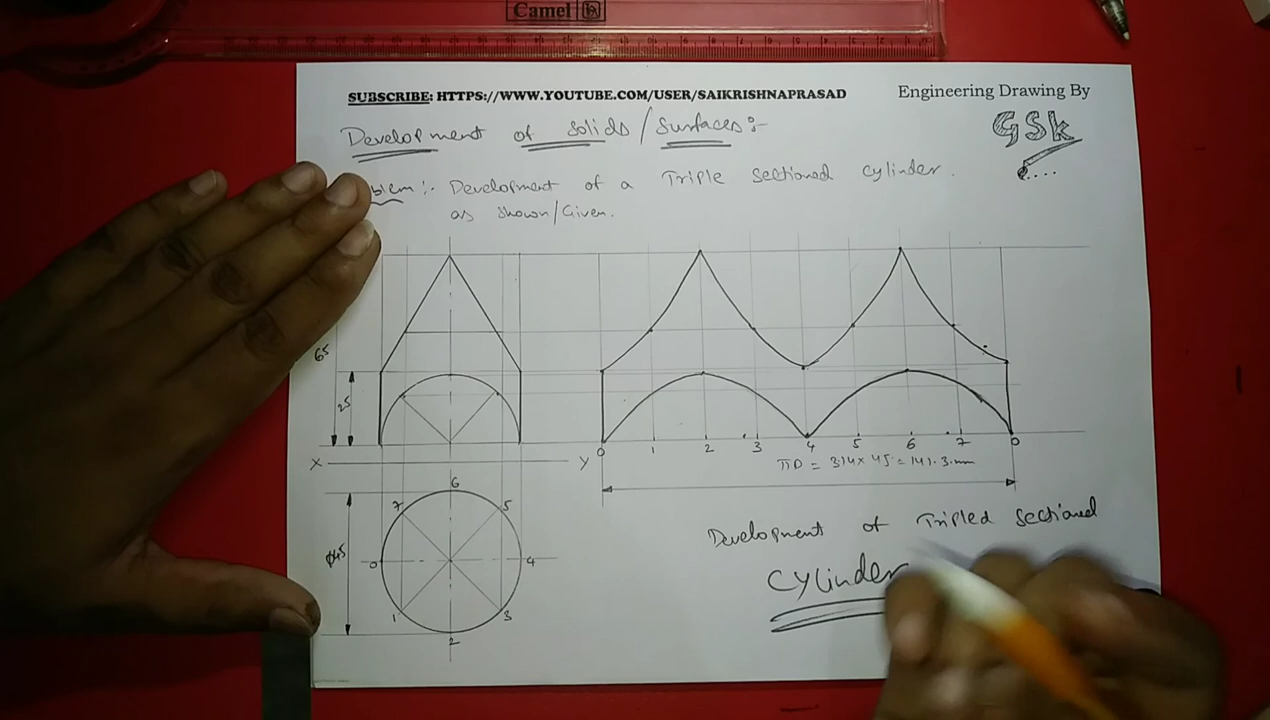 Camel
SUBSCRIBE: HTTPS://WWW.YOUTUBE.COM/USER/SAIKRISHNAPRASAD
Engineering Drawing By
GSK
Development of solids / Surfaces:-
blem :- Development of a Triple sectioned cylinder.
as shown/Given.
65
25
X
Y
0 1 2 3 4 5 6 7 0
πD = 3.14 x 45 = 141.3 mm
6
7 5
φ45
0 4
1 3
2
Development of Tripled sectioned
Cylinder